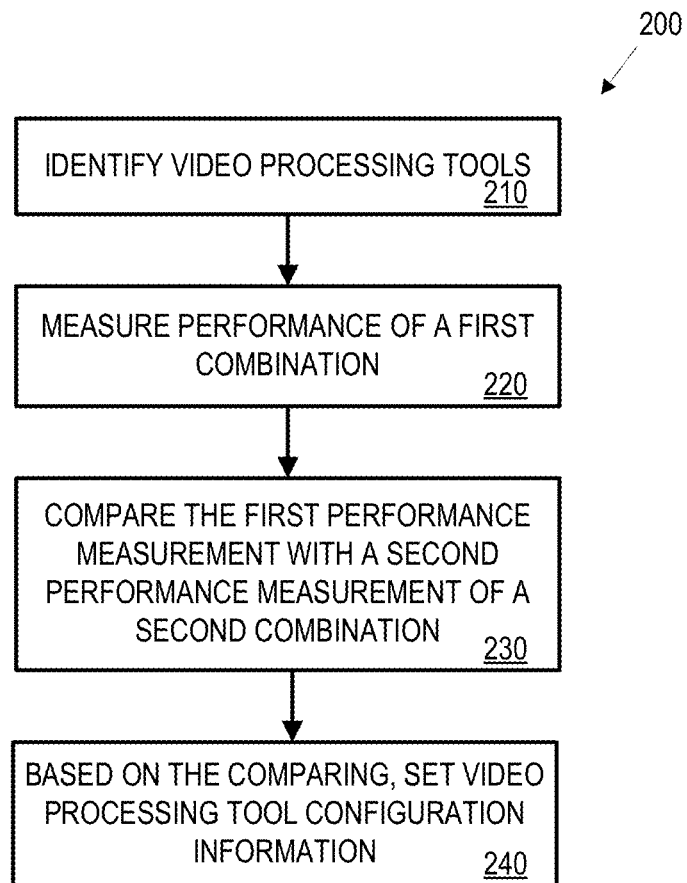 200
IDENTIFY VIDEO PROCESSING TOOLS
210
MEASURE PERFORMANCE OF A FIRST
COMBINATION
220
COMPARE THE FIRST PERFORMANCE
MEASUREMENT WITH A SECOND
PERFORMANCE MEASUREMENT OF A
SECOND COMBINATION
230
BASED ON THE COMPARING, SET VIDEO
PROCESSING TOOL CONFIGURATION
INFORMATION
240